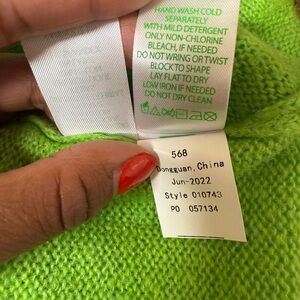 HAND WASH COLD
SEPARATELY
WITH MILD DETERGENT
ONLY NON-CHLORINE
BLEACH, IF NEEDED
DO NOT WRING OR TWIST
BLOCK TO SHAPE
LAY FLAT TO DRY
LOW IRON IF NEEDED
DO NOT DRY CLEAN
568
Dongguan, China
Jun-2022
Style 010743
PO 057134